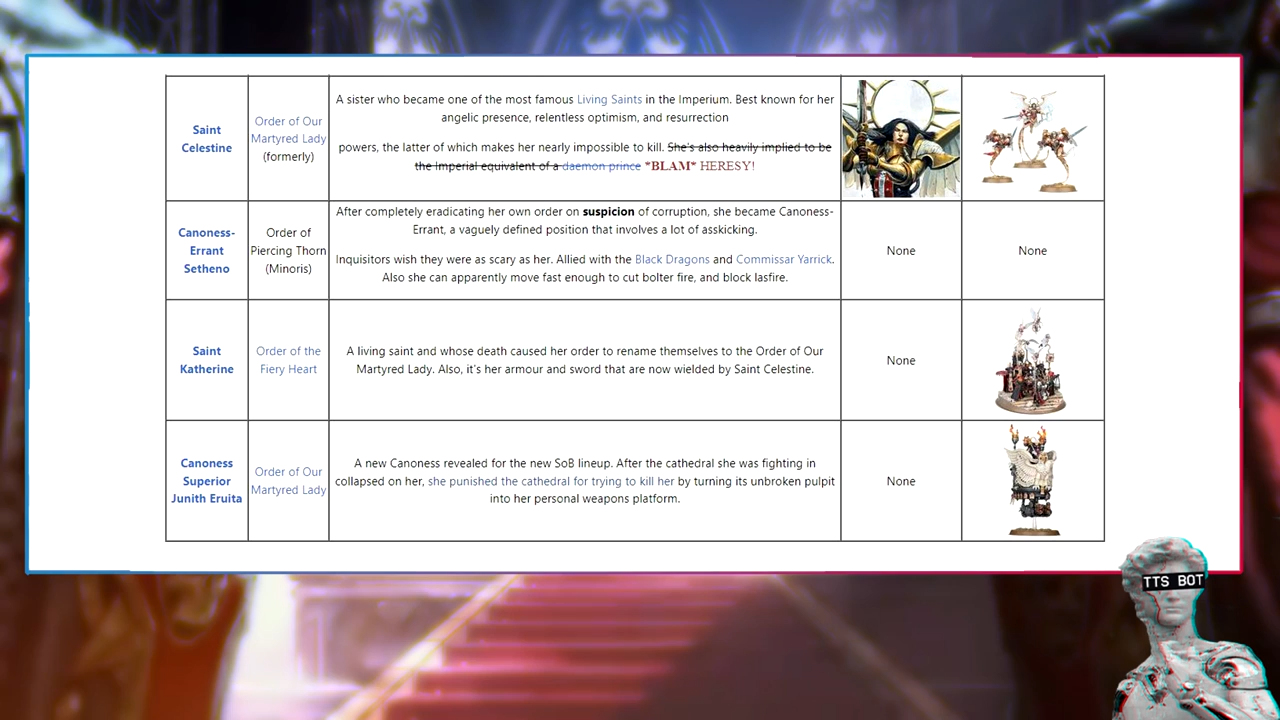 Saint
Celestine
Order of Our
Martyred Lady
(formerly)
A sister who became one of the most famous Living Saints in the Imperium. Best known for her
angelic presence, relentless optimism, and resurrection
powers, the latter of which makes her nearly impossible to kill. She's also heavily implied to be
the Imperial equivalent of a daemon prince *BLAM* HERESY!
Canoness-
Errant
Setheno
Order of
Piercing Thorn
(Minoris)
After completely eradicating her own order on suspicion of corruption, she became Canoness-
Errant, a vaguely defined position that involves a lot of asskicking.
Inquisitors wish they were as scary as her. Allied with the Black Dragons and Commissar Yarrick.
Also she can apparently move fast enough to cut bolter fire, and block lasfire.
None
None
Saint
Katherine
Order of the
Fiery Heart
A living saint and whose death caused her order to rename themselves to the Order of Our
Martyred Lady. Also, it's her armour and sword that are now wielded by Saint Celestine.
None
Canoness
Superior
Junith Eruita
Order of Our
Martyred Lady
A new Canoness revealed for the new SoB lineup. After the cathedral she was fighting in
collapsed on her, she punished the cathedral for trying to kill her by turning its unbroken pulpit
into her personal weapons platform.
None
TTS BOT